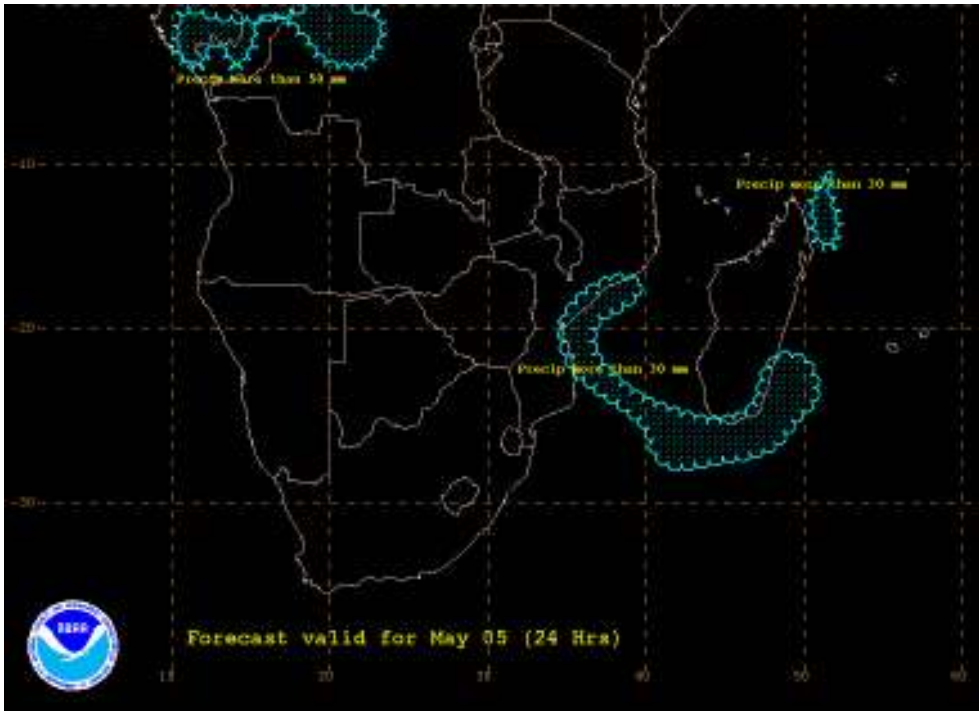 Precip more than 50 mm
-10
Precip more than 30 mm
-20
Precip more than 30 mm
-30
NOAA
Forecast valid for May 05 (24 Hrs)
10 20 30 40 50 60